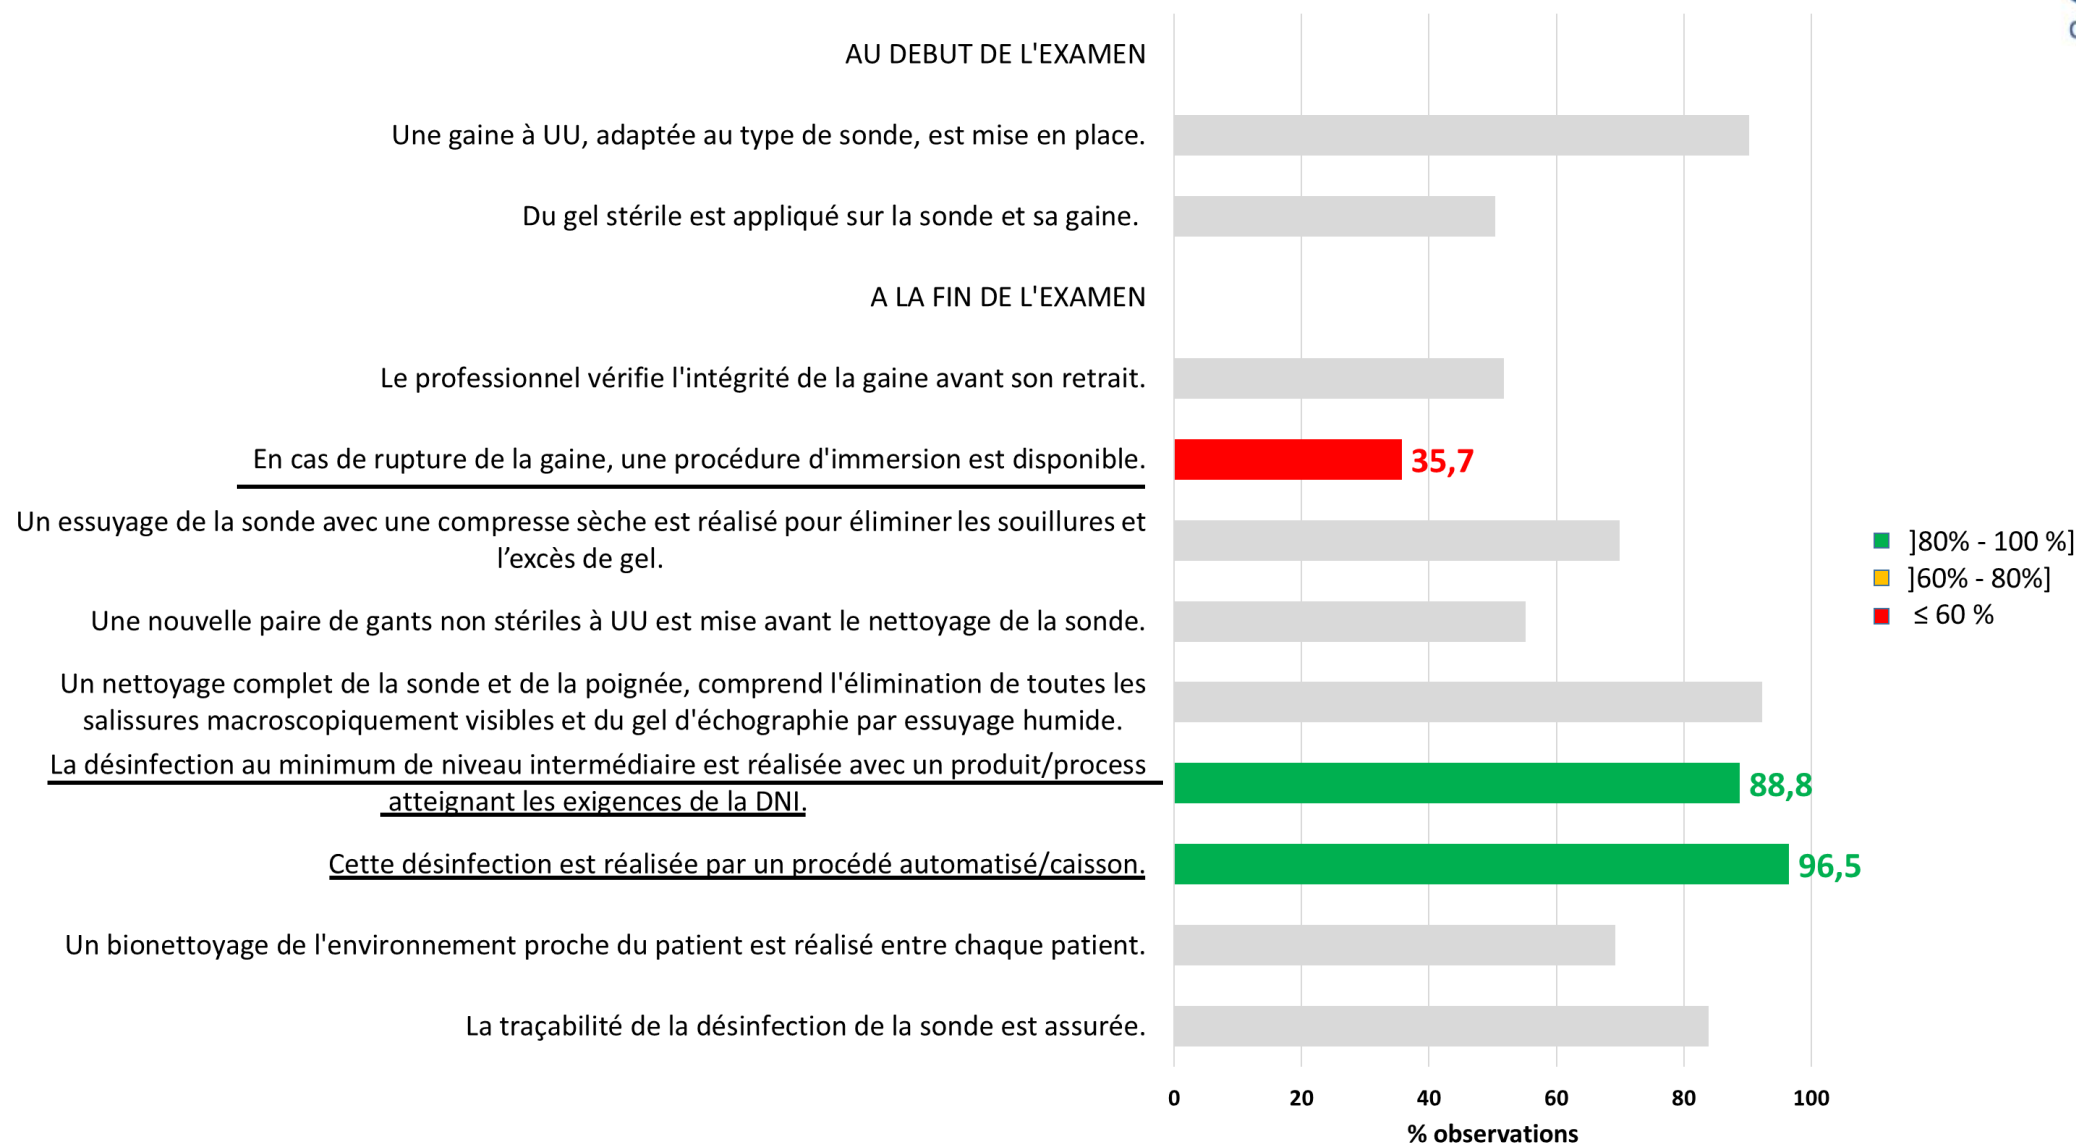 AU DEBUT DE L'EXAMEN
Une gaine à UU, adaptée au type de sonde, est mise en place.
Du gel stérile est appliqué sur la sonde et sa gaine.
A LA FIN DE L'EXAMEN
Le professionnel vérifie l'intégrité de la gaine avant son retrait.
En cas de rupture de la gaine, une procédure d'immersion est disponible.
35,7
Un essuyage de la sonde avec une compresse sèche est réalisé pour éliminer les souillures et
l’excès de gel.
Une nouvelle paire de gants non stériles à UU est mise avant le nettoyage de la sonde.
Un nettoyage complet de la sonde et de la poignée, comprend l'élimination de toutes les
salissures macroscopiquement visibles et du gel d'échographie par essuyage humide.
La désinfection au minimum de niveau intermédiaire est réalisée avec un produit/process
atteignant les exigences de la DNI.
88,8
Cette désinfection est réalisée par un procédé automatisé/caisson.
96,5
Un bionettoyage de l'environnement proche du patient est réalisé entre chaque patient.
La traçabilité de la désinfection de la sonde est assurée.
0 20 40 60 80 100
% observations
]80% - 100 %]
]60% - 80%]
≤ 60 %